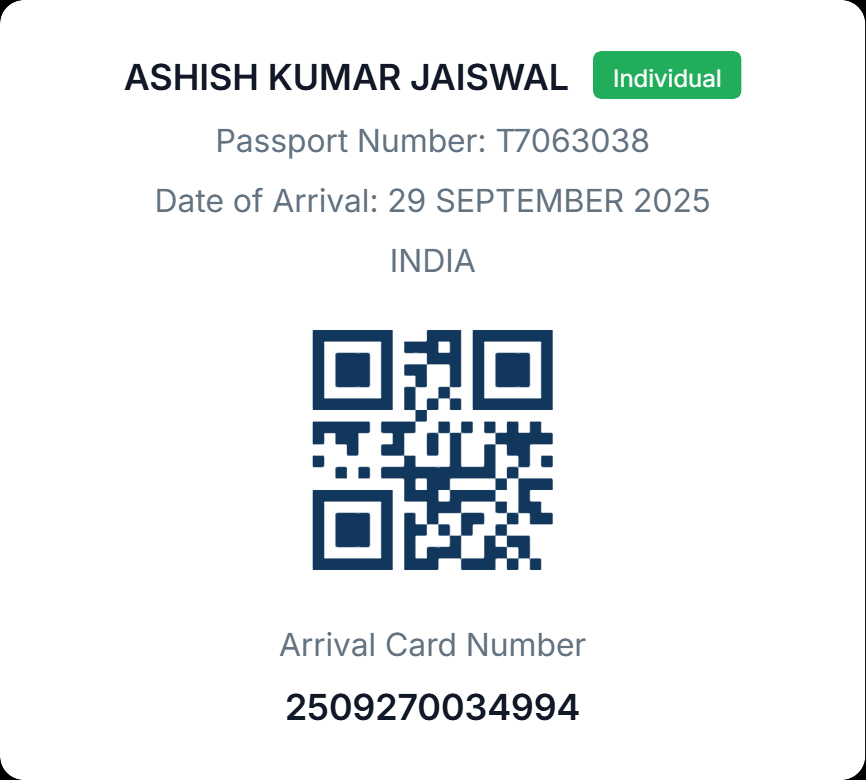 ASHISH KUMAR JAISWAL Individual
Passport Number: T7063038
Date of Arrival: 29 SEPTEMBER 2025
INDIA
Arrival Card Number
2509270034994